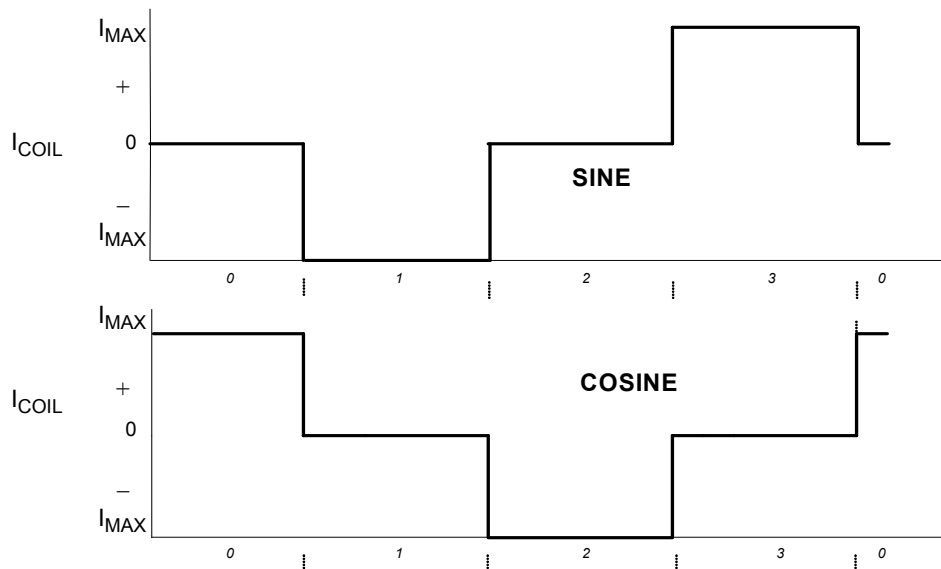 IMAX
+
ICOIL 0
SINE
−
IMAX
0 1 2 3 0
IMAX
+
COSINE
ICOIL
0
−
IMAX
0 1 2 3 0